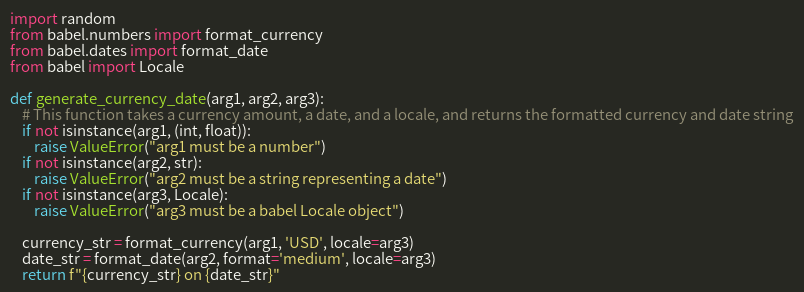 import random
from babel.numbers import format_currency
from babel.dates import format_date
from babel import Locale

def generate_currency_date(arg1, arg2, arg3):
    # This function takes a currency amount, a date, and a locale, and returns the formatted currency and date string
    if not isinstance(arg1, (int, float)):
        raise ValueError("arg1 must be a number")
    if not isinstance(arg2, str):
        raise ValueError("arg2 must be a string representing a date")
    if not isinstance(arg3, Locale):
        raise ValueError("arg3 must be a babel Locale object")

    currency_str = format_currency(arg1, 'USD', locale=arg3)
    date_str = format_date(arg2, format='medium', locale=arg3)
    return f"{currency_str} on {date_str}"